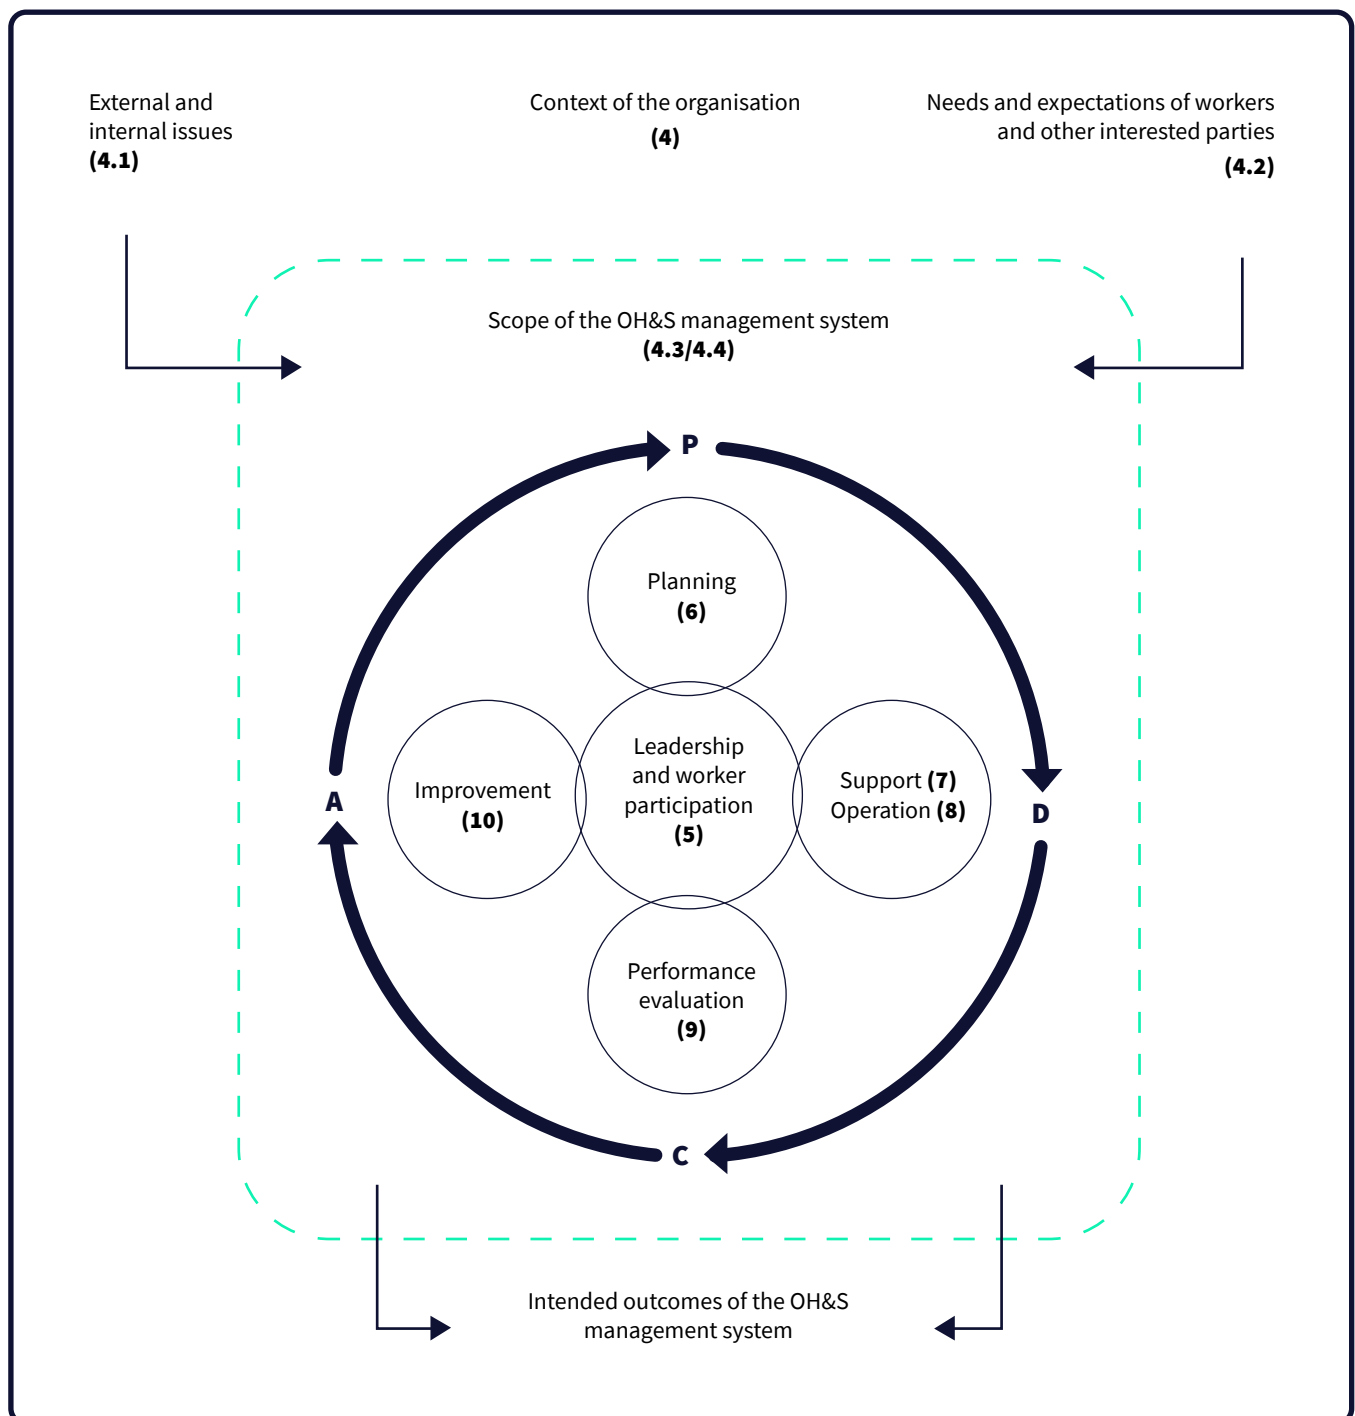 External and
internal issues
(4.1)
Context of the organisation
(4)
Needs and expectations of workers
and other interested parties
(4.2)
Scope of the OH&S management system
(4.3/4.4)
P
Planning
(6)
Leadership
and worker
participation
(5)
Improvement
(10)
Support (7)
Operation (8)
A
D
Performance
evaluation
(9)
C
Intended outcomes of the OH&S
management system